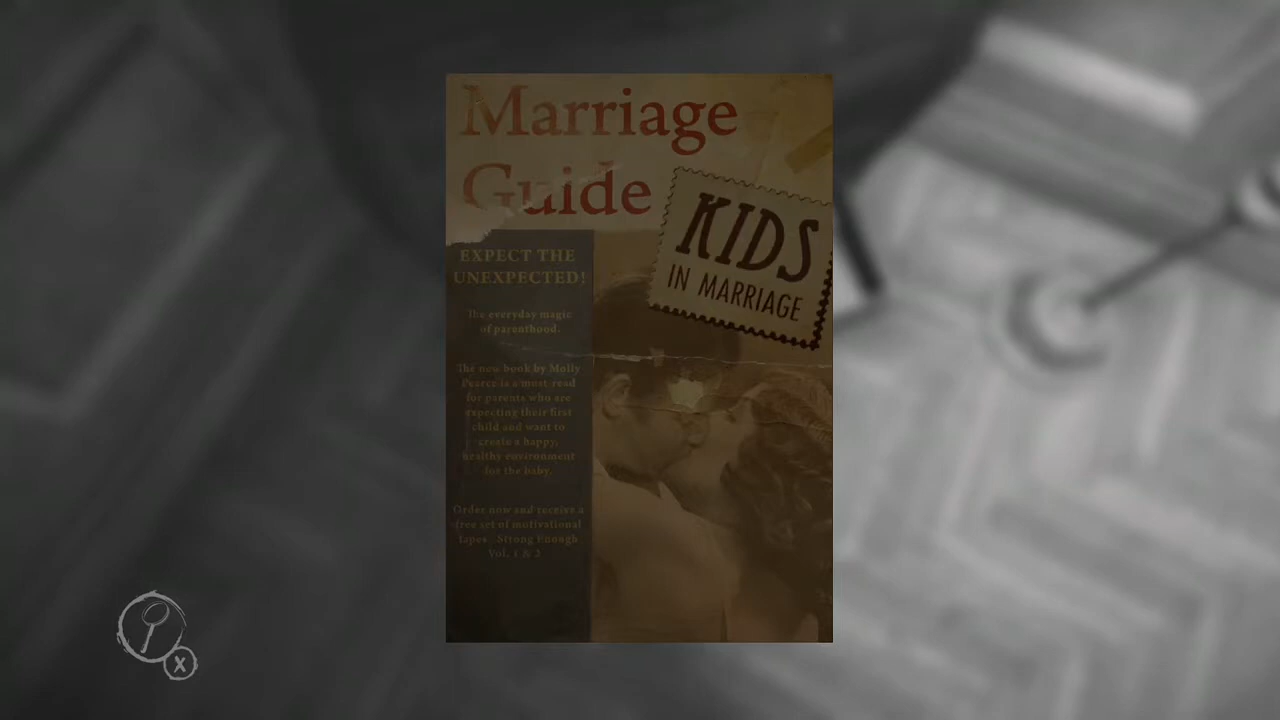 Marriage
Guide
KIDS
IN MARRIAGE
EXPECT THE
UNEXPECTED!
The everyday magic
of parenthood.
The new book by Molly
Pearce is a must read
for parents who are
expecting their first
child and want to
create a happy,
healthy environment
for the baby.
Order now and receive a
free set of motivational
tapes - Strong Enough
Vol. 1 & 2
X